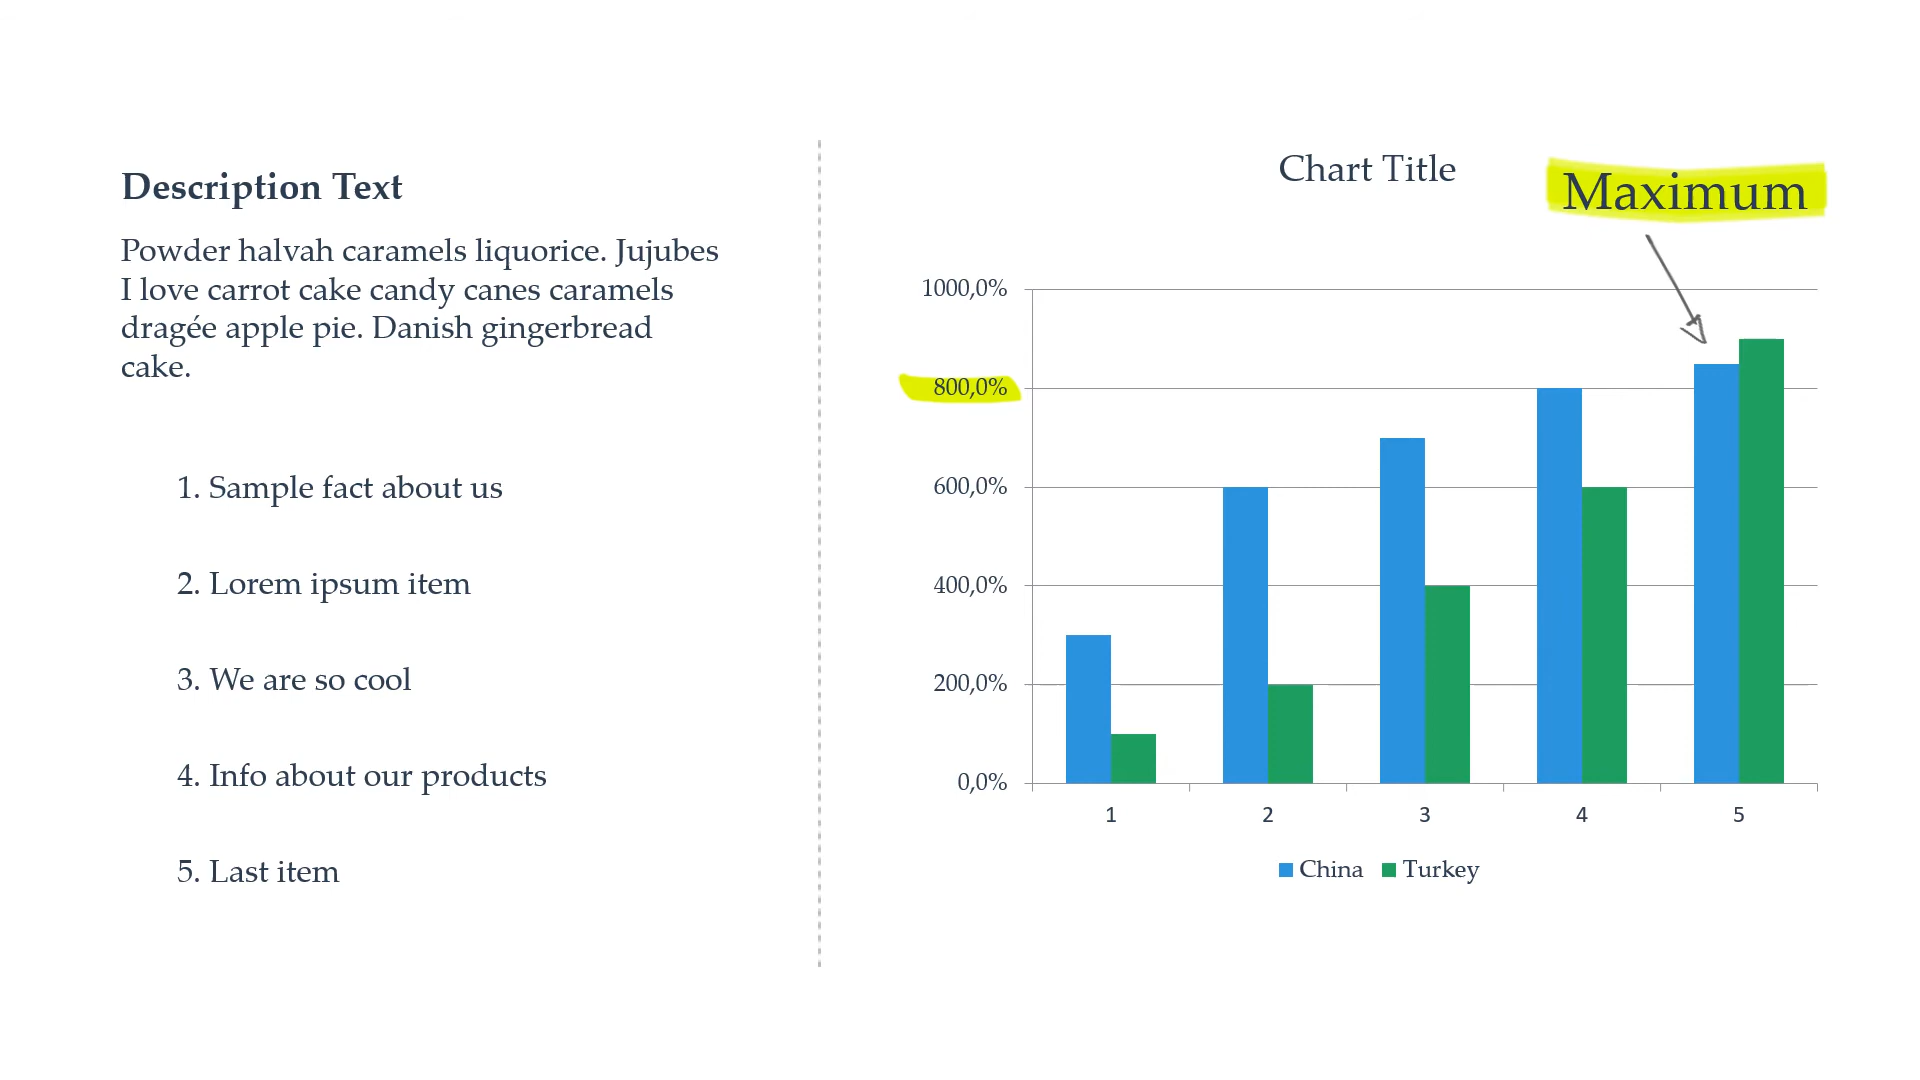 Description Text
Powder halvah caramels liquorice. Jujubes
I love carrot cake candy canes caramels
dragée apple pie. Danish gingerbread
cake.
1. Sample fact about us
2. Lorem ipsum item
3. We are so cool
4. Info about our products
5. Last item
Chart Title
Maximum
1000,0%
800,0%
600,0%
400,0%
200,0%
0,0%
1 2 3 4 5
China Turkey